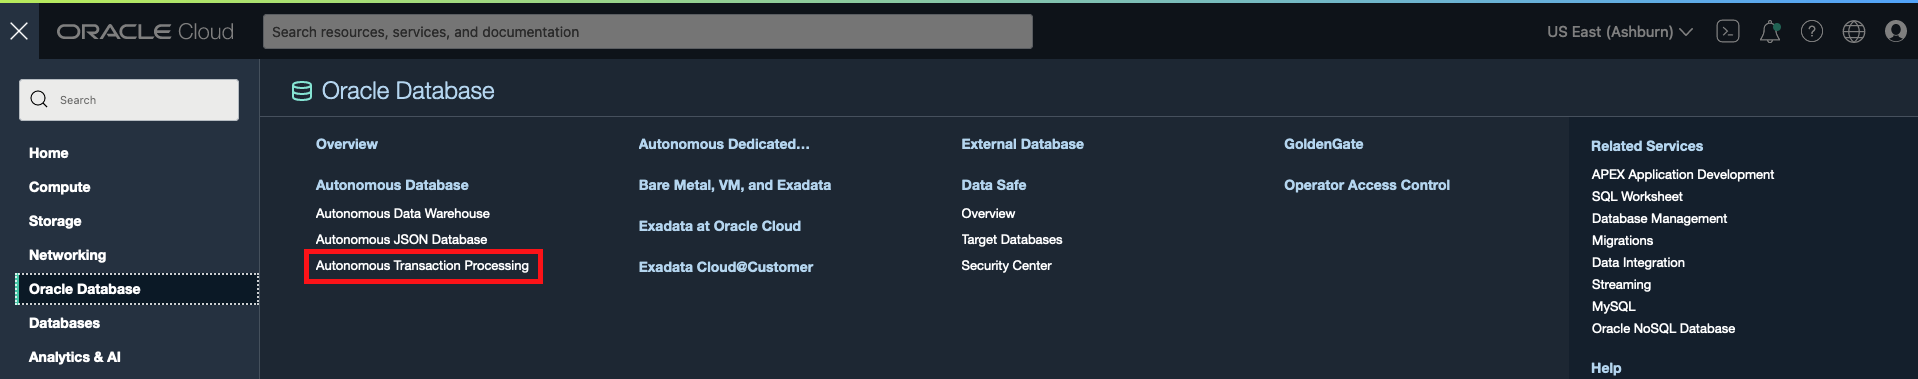 ORACLE Cloud
Search resources, services, and documentation
US East (Ashburn)
Search
Home
Compute
Storage
Networking
Oracle Database
Databases
Analytics & AI
Oracle Database
Overview
Autonomous Database
Autonomous Data Warehouse
Autonomous JSON Database
Autonomous Transaction Processing
Autonomous Dedicated...
Bare Metal, VM, and Exadata
Exadata at Oracle Cloud
Exadata Cloud@Customer
External Database
Data Safe
Overview
Target Databases
Security Center
GoldenGate
Operator Access Control
Related Services
APEX Application Development
SQL Worksheet
Database Management
Migrations
Data Integration
Streaming
MySQL
Oracle NoSQL Database
Help